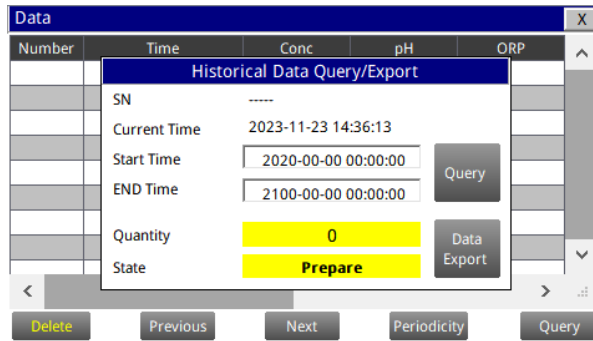 Data X
Number Time Conc pH ORP
Historical Data Query/Export
SN -----
Current Time 2023-11-23 14:36:13
Start Time 2020-00-00 00:00:00
Query
END Time 2100-00-00 00:00:00
Quantity 0
Data
Export
State Prepare
Delete Previous Next Periodicity Query